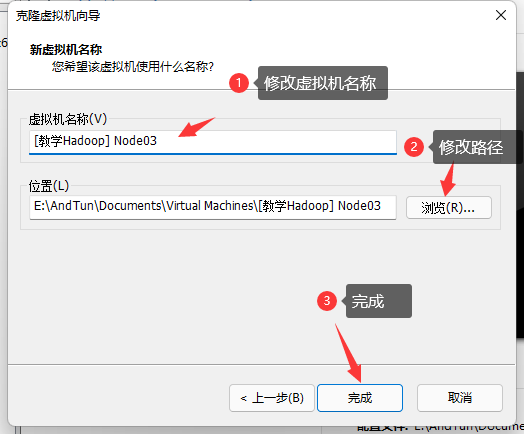 克隆虚拟机向导
新虚拟机名称
您希望该虚拟机使用什么名称?
1 修改虚拟机名称
虚拟机名称(V)
[教学Hadoop] Node03
2 修改路径
位置(L)
E:\AndTun\Documents\Virtual Machines\[教学Hadoop] Node03
浏览(R)...
3 完成
< 上一步(B)
完成
取消
配置文件: E:\AndTun\Docume